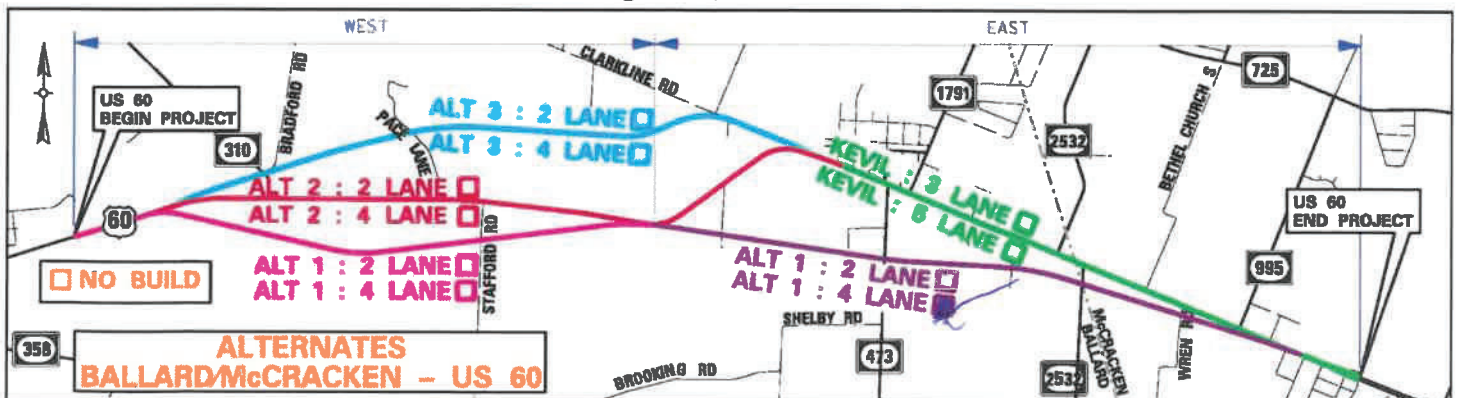 WEST
EAST
US 60
BEGIN PROJECT
310
BRADFORD RD
PACE LANE
CLARKLINE RD
ALT 3 : 2 LANE
ALT 3 : 4 LANE
1791
725
2532
BETHEL CHURCH S
KEVIL : 3 LANE
KEVIL : 5 LANE
US 60
END PROJECT
60
ALT 2 : 2 LANE
ALT 2 : 4 LANE
STAFFORD RD
ALT 1 : 2 LANE
ALT 1 : 4 LANE
NO BUILD
ALT 1 : 2 LANE
ALT 1 : 4 LANE
995
SHELBY RD
473
McCRACKEN
BALLARD
WREN RD
2532
358
ALTERNATES
BALLARD/McCRACKEN - US 60
BROOKING RD